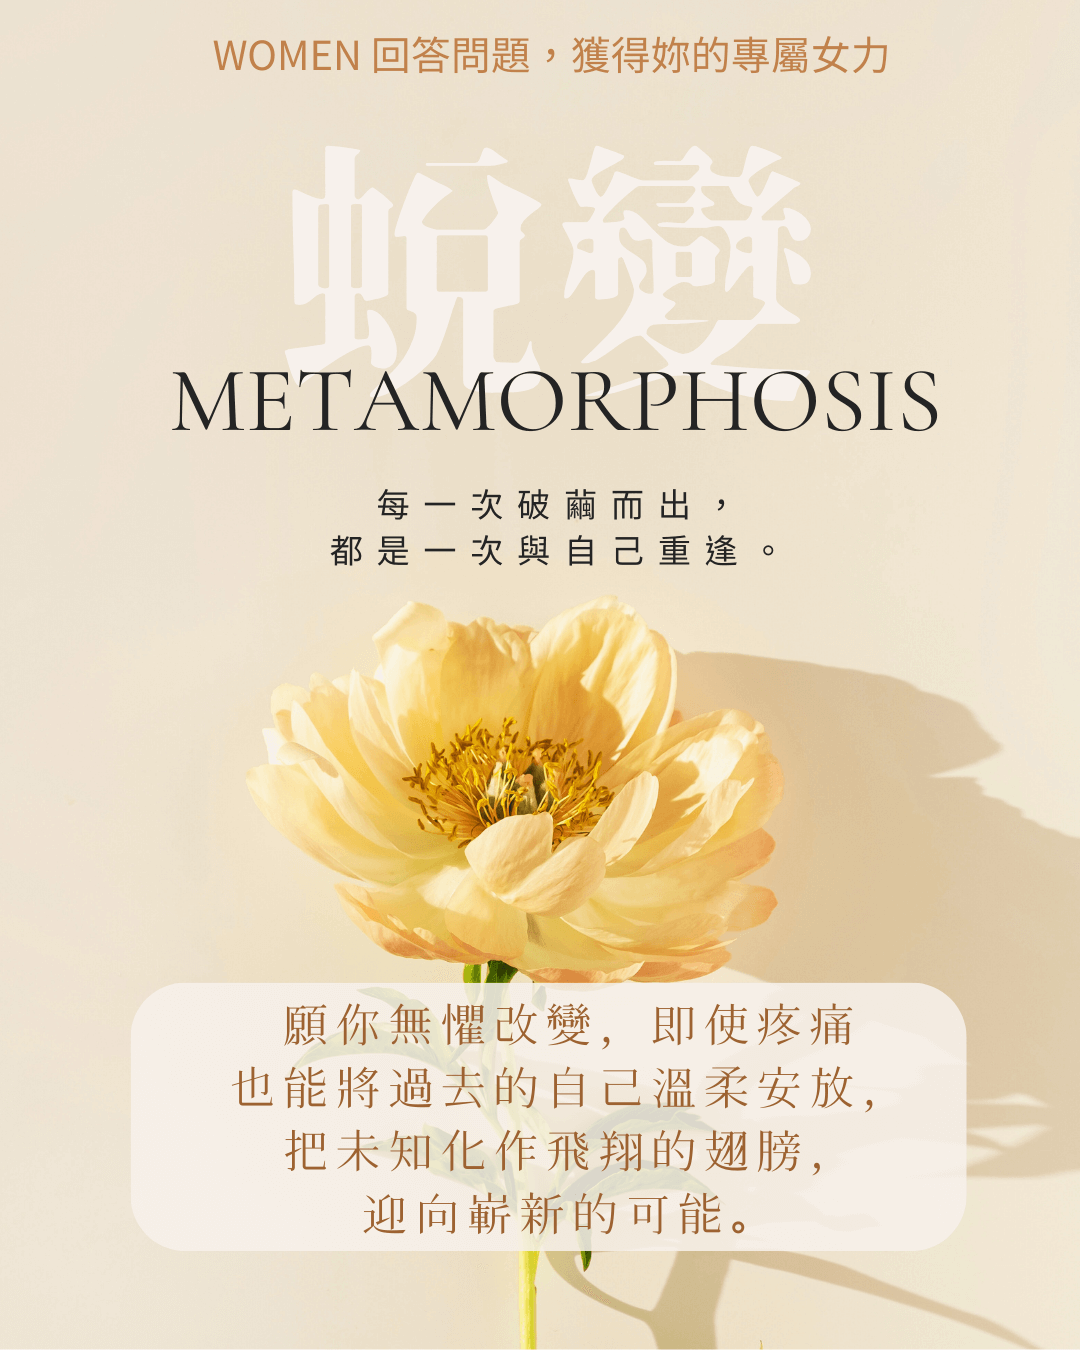 WOMEN 回答問題，獲得妳的專屬女力
蛻變
METAMORPHOSIS
每一次破繭而出，
都是一次與自己重逢。
願你無懼改變，即使疼痛
也能將過去的自己溫柔安放，
把未知化作飛翔的翅膀，
迎向嶄新的可能。